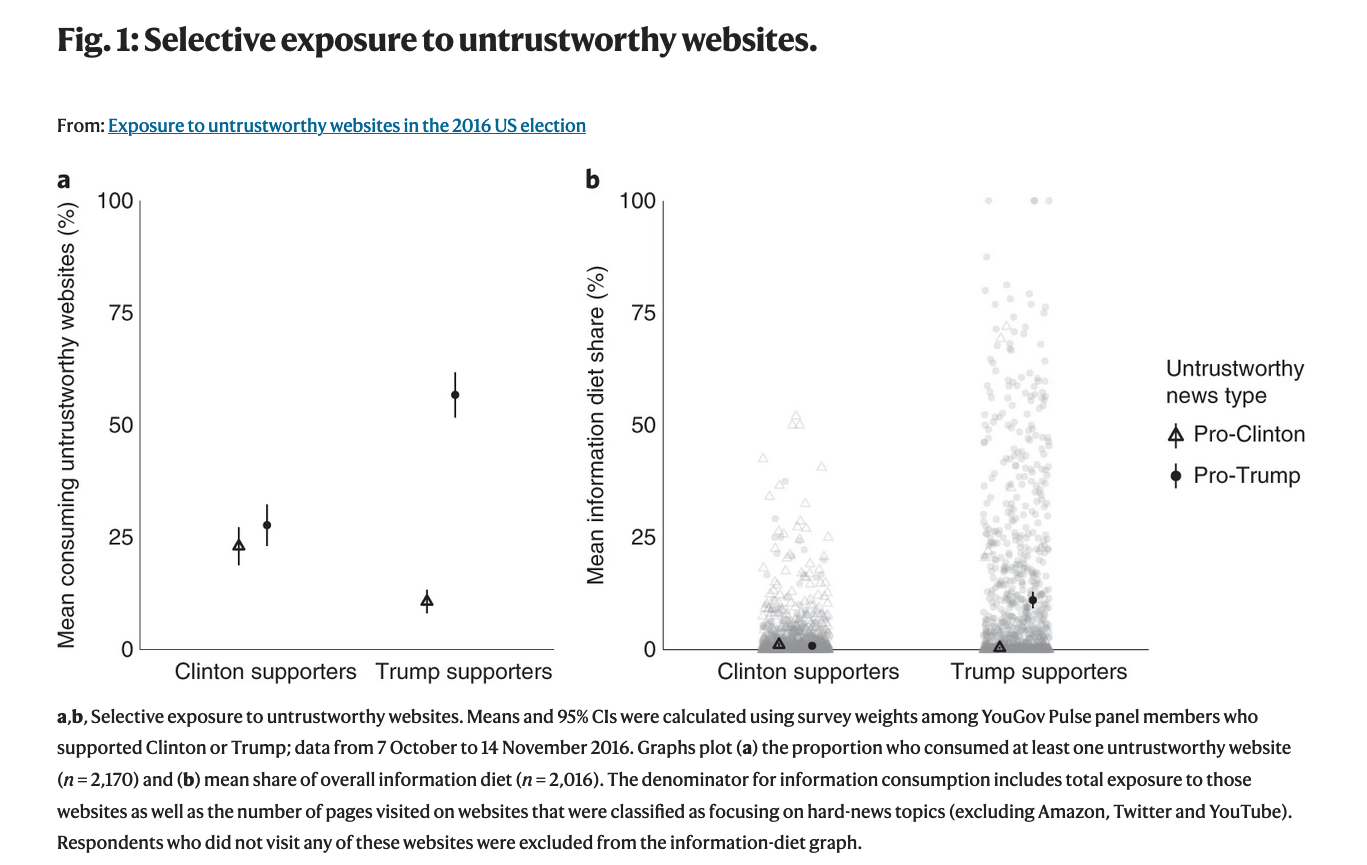 Fig. 1: Selective exposure to untrustworthy websites.
From: Exposure to untrustworthy websites in the 2016 US election
a
Mean consuming untrustworthy websites (%)
100
75
50
25
0
Clinton supporters
Trump supporters
b
Mean information diet share (%)
100
75
50
25
0
Clinton supporters
Trump supporters
Untrustworthy
news type
Pro-Clinton
Pro-Trump
a,b, Selective exposure to untrustworthy websites. Means and 95% CIs were calculated using survey weights among YouGov Pulse panel members who
supported Clinton or Trump; data from 7 October to 14 November 2016. Graphs plot (a) the proportion who consumed at least one untrustworthy website
(n = 2,170) and (b) mean share of overall information diet (n = 2,016). The denominator for information consumption includes total exposure to those
websites as well as the number of pages visited on websites that were classified as focusing on hard-news topics (excluding Amazon, Twitter and YouTube).
Respondents who did not visit any of these websites were excluded from the information-diet graph.